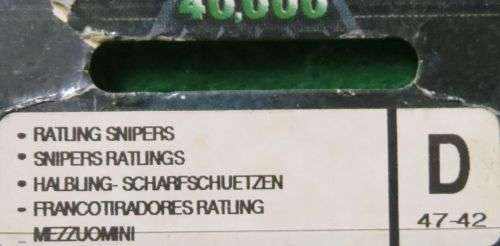 40,000
• RATLING SNIPERS
• SNIPERS RATLINGS
• HALBLING- SCHARFSCHUETZEN
• FRANCOTIRADORES RATLING
MEZZUOMINI
D
47-42